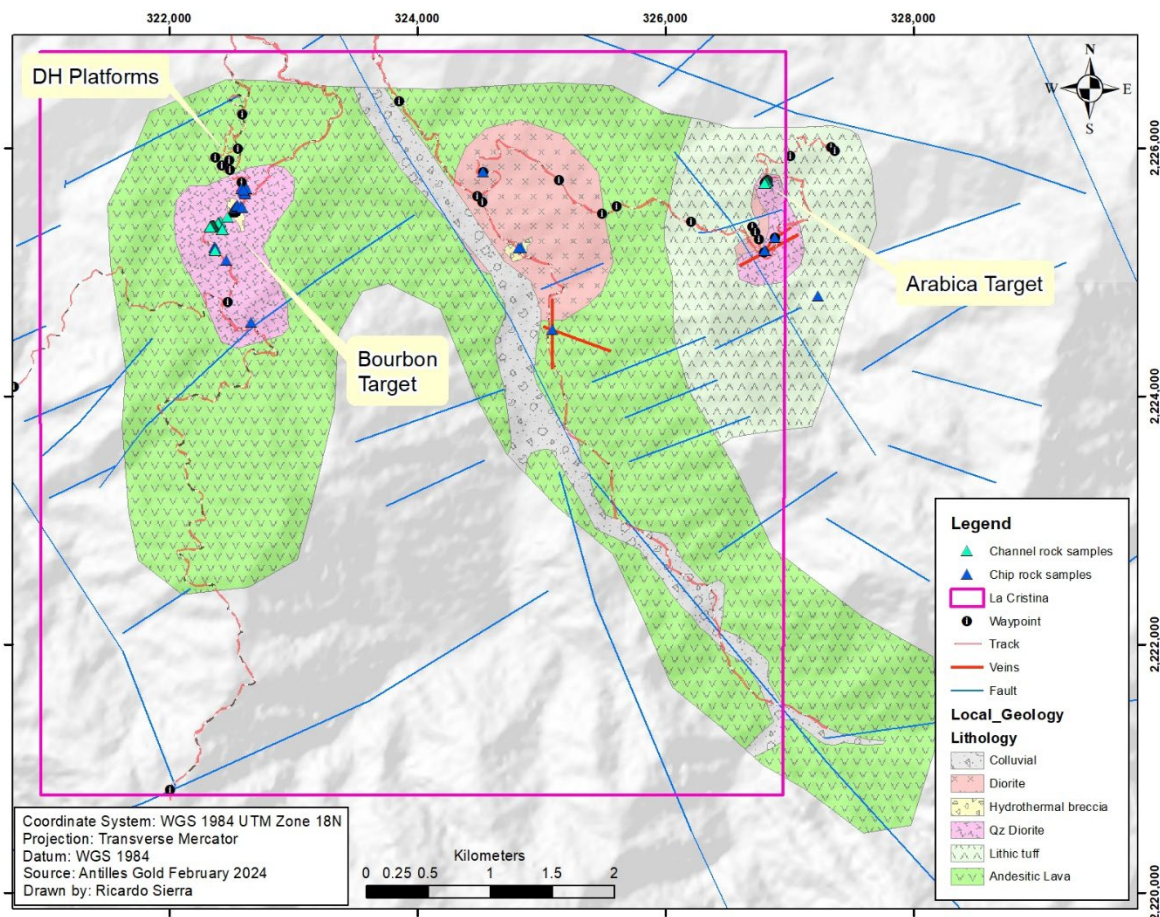 322,000
324,000
326,000
328,000
DH Platforms
N
W
E
S
2,226,000
Arabica Target
Bourbon
Target
2,224,000
Legend
Channel rock samples
Chip rock samples
La Cristina
Waypoint
Track
Veins
Fault
2,222,000
Local_Geology
Lithology
Colluvial
Diorite
Hydrothermal breccia
Qz Diorite
Lithic tuff
Andesitic Lava
Coordinate System: WGS 1984 UTM Zone 18N
Projection: Transverse Mercator
Datum: WGS 1984
Source: Antilles Gold February 2024
Drawn by: Ricardo Sierra
Kilometers
0 0.25 0.5 1 1.5 2
2,220,000